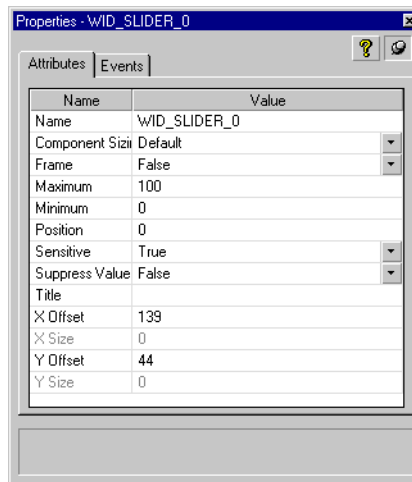 Properties - WID_SLIDER_0
?
Attributes Events
Name Value
Name WID_SLIDER_0
Component Sizi Default
Frame False
Maximum 100
Minimum 0
Position 0
Sensitive True
Suppress Value False
Title
X Offset 139
X Size 0
Y Offset 44
Y Size 0